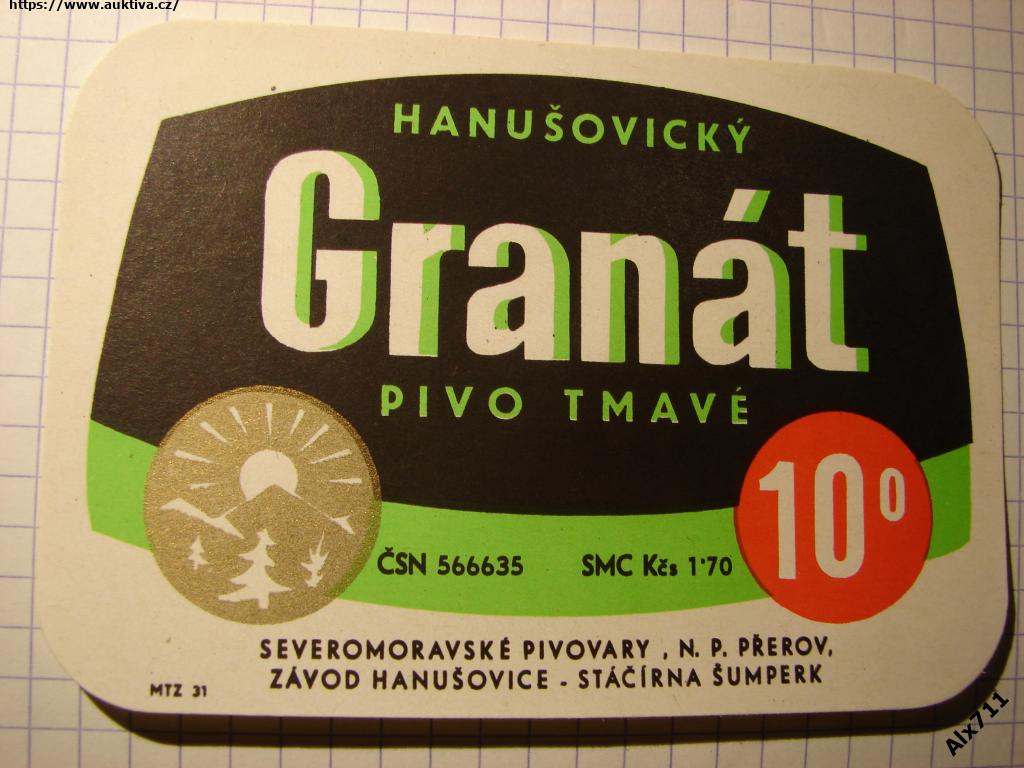 https://www.auktiva.cz/
HANUŠOVICKÝ
Granát
PIVO TMAVÉ
10⁰
ČSN 566635 SMC Kčs 1·70
SEVEROMORAVSKÉ PIVOVARY , N. P. PŘEROV,
ZÁVOD HANUŠOVICE - STÁČÍRNA ŠUMPERK
MTZ 31
Alx711